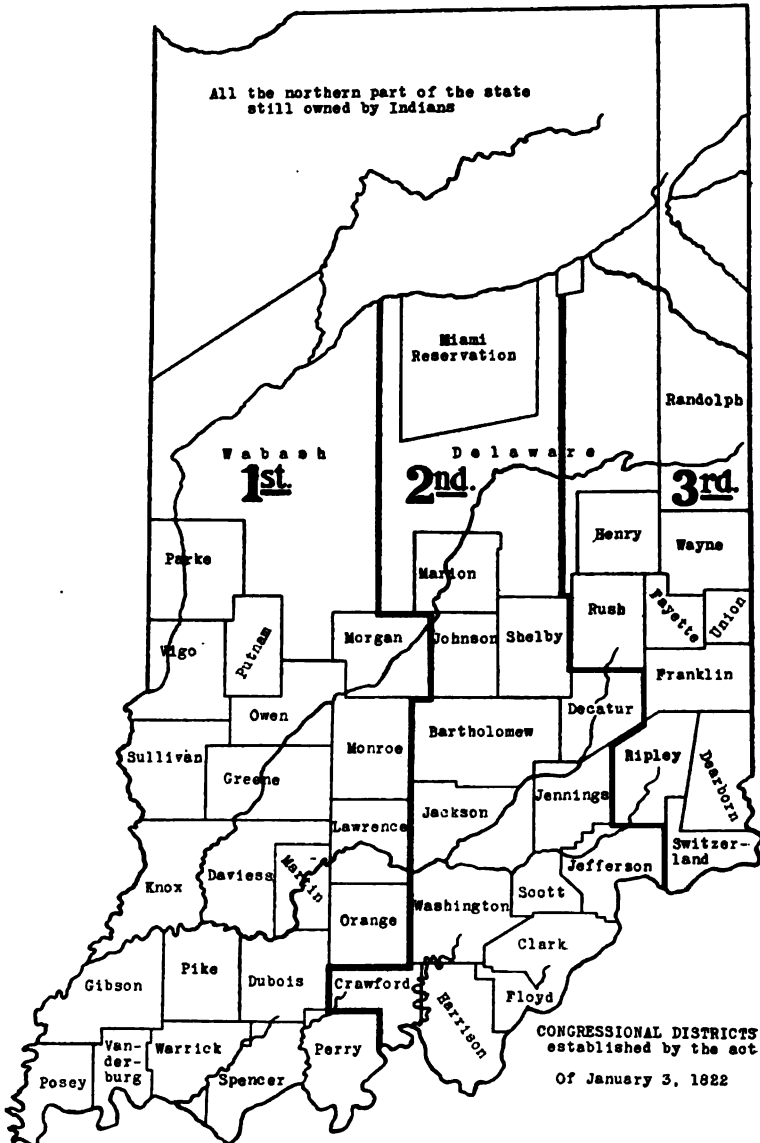 All the northern part of the state
still owned by Indians
Miami
Reservation
Randolph
Wabash
Delaware
1st.
2nd.
3rd.
Parke
Marion
Henry
Wayne
Vigo
Putnam
Morgan
Johnson
Shelby
Rush
Fayette
Union
Owen
Franklin
Decatur
Sullivan
Greene
Monroe
Bartholomew
Ripley
Dearborn
Jackson
Jennings
Lawrence
Switzer-
land
Knox
Daviess
Martin
Jefferson
Scott
Orange
Washington
Clark
Gibson
Pike
Dubois
Crawford
Harrison
Floyd
Posey
Van-
der-
burg
Warrick
Spencer
Perry
CONGRESSIONAL DISTRICTS
established by the act
Of January 3, 1822